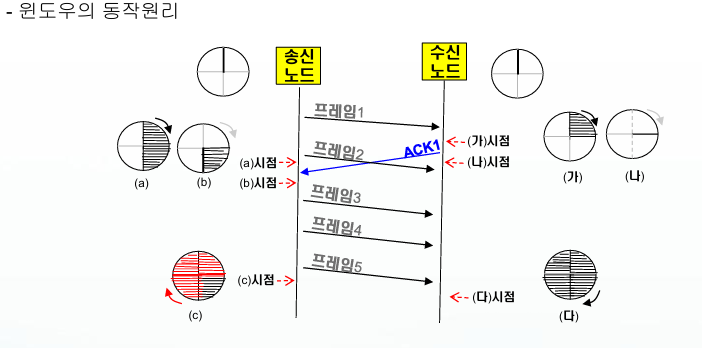 - 윈도우의 동작원리
송신
노드
수신
노드
프레임1
(가)시점
ACK1
프레임2
(a)시점
(나)시점
(a)
(b)
(b)시점
(가)
(나)
프레임3
프레임4
프레임5
(c)시점
(다)시점
(c)
(다)